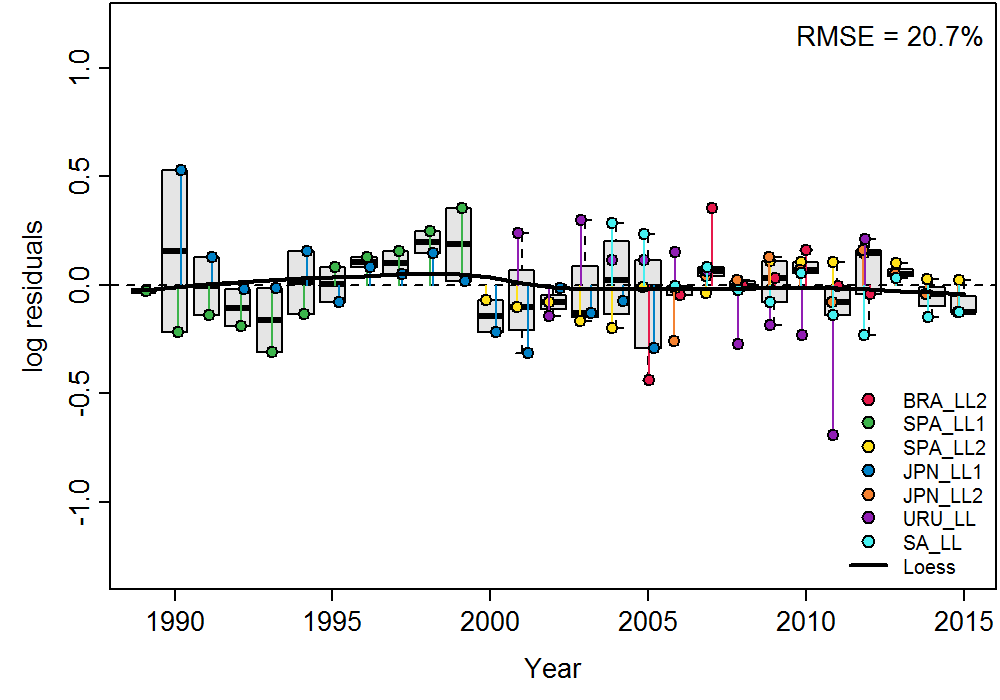 RMSE = 20.7%
1.0
0.5
0.0
-0.5
-1.0
log residuals
BRA_LL2
SPA_LL1
SPA_LL2
JPN_LL1
JPN_LL2
URU_LL
SA_LL
Loess
1990 1995 2000 2005 2010 2015
Year